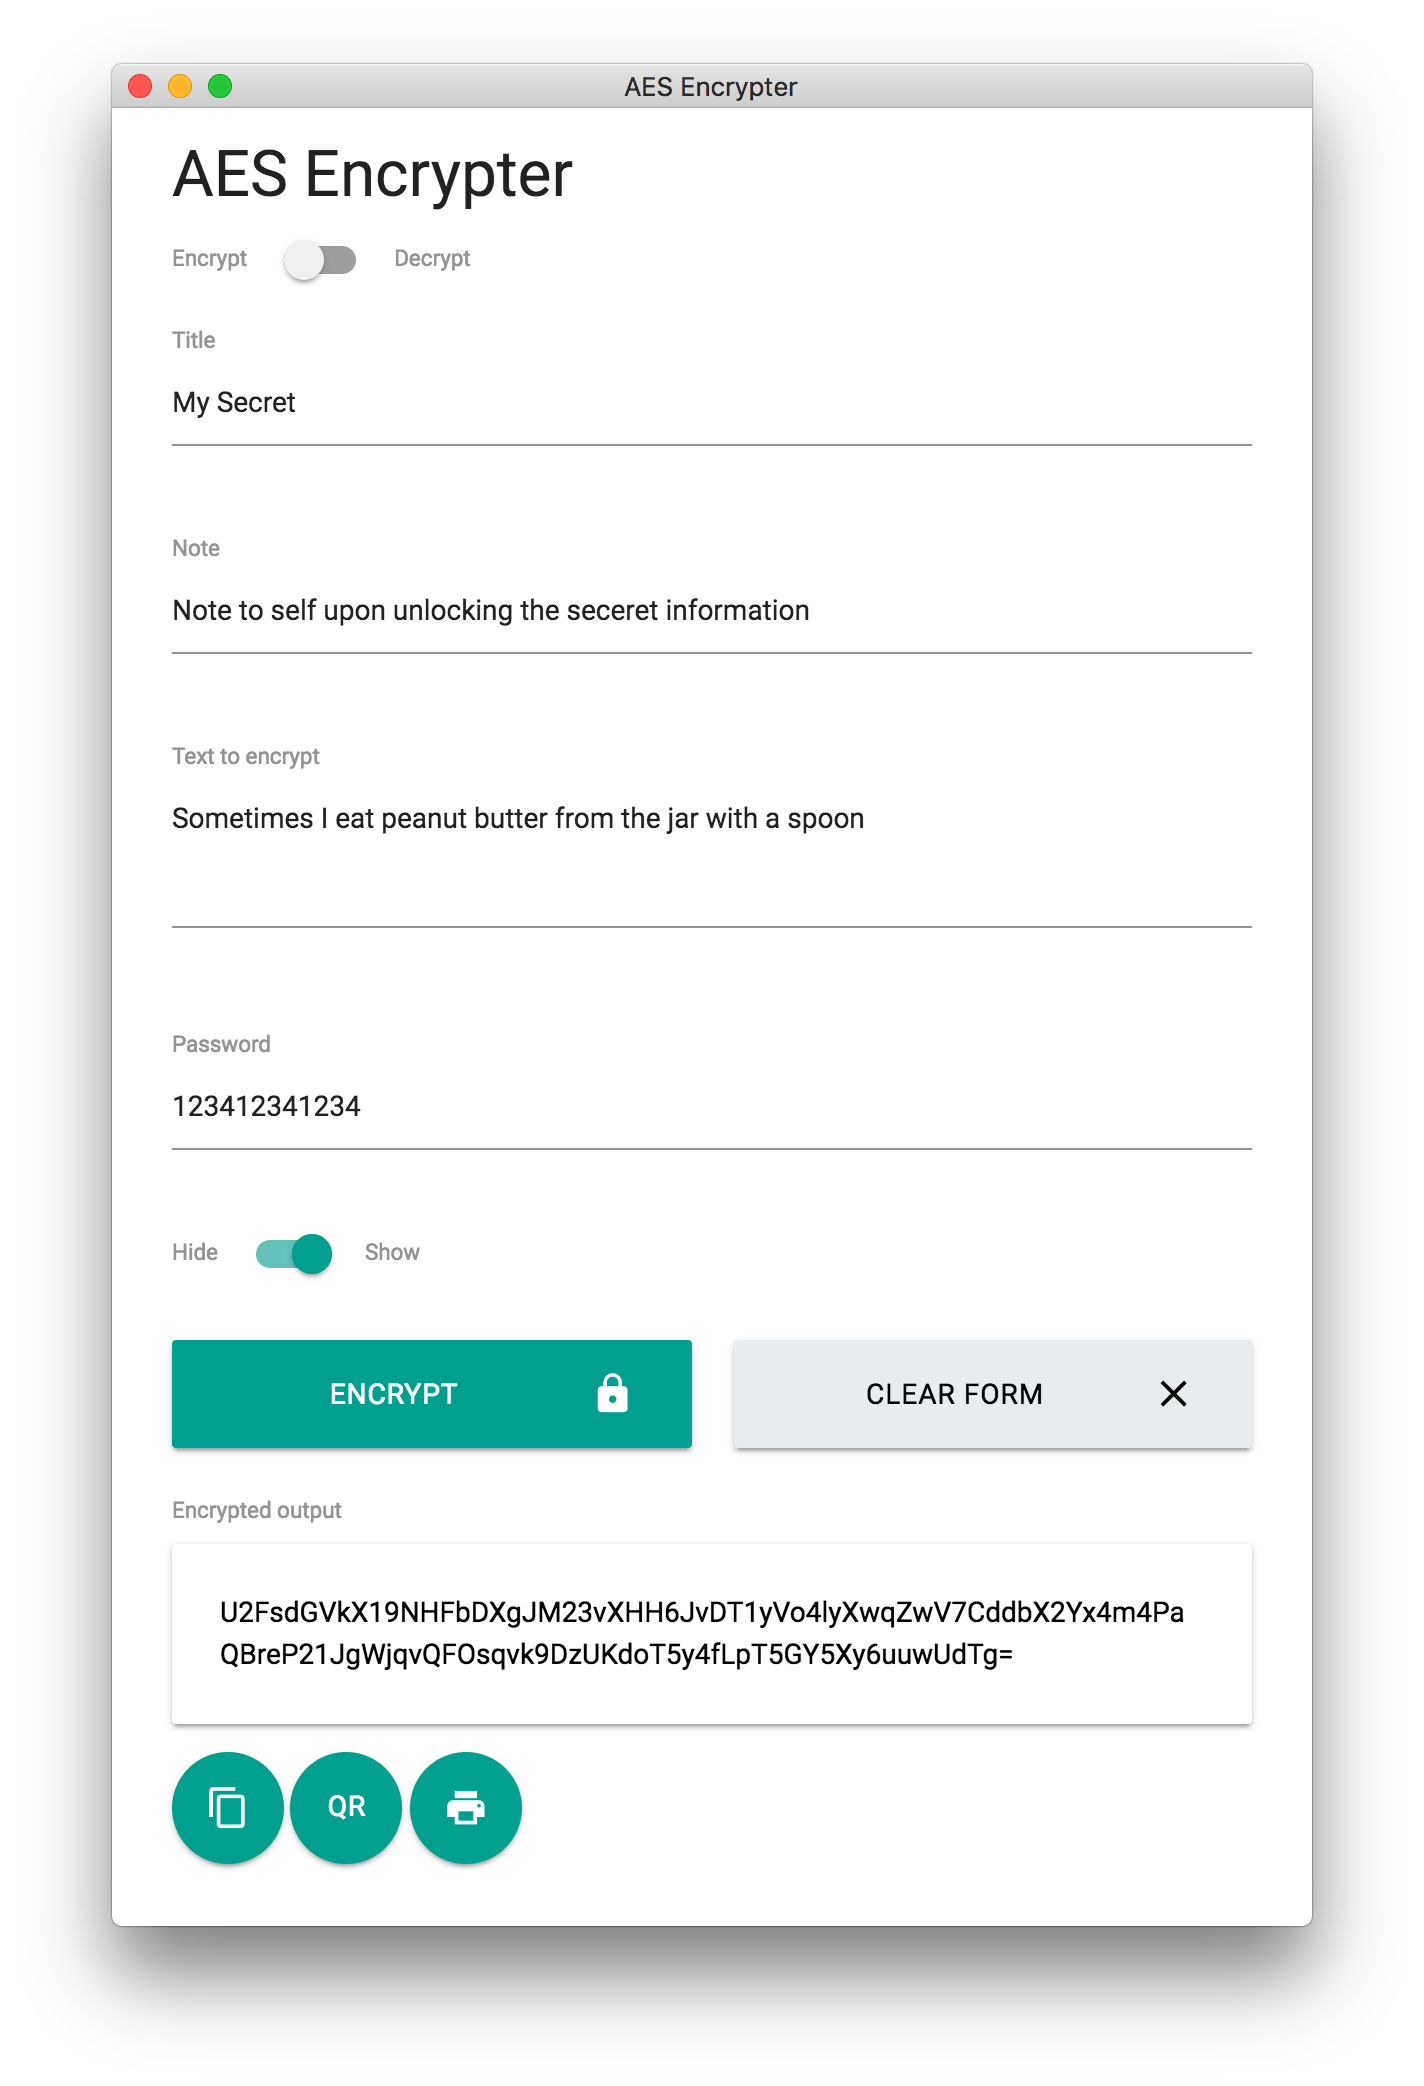 AES Encrypter
AES Encrypter
Encrypt Decrypt
Title
My Secret
Note
Note to self upon unlocking the seceret information
Text to encrypt
Sometimes I eat peanut butter from the jar with a spoon
Password
123412341234
Hide Show
ENCRYPT CLEAR FORM
Encrypted output
U2FsdGVkX19NHFbDXgJM23vXHH6JvDT1yVo4lyXwqZwV7CddbX2Yx4m4Pa
QBreP21JgWjqvQFOsqvk9DzUKdoT5y4fLpT5GY5Xy6uuwUdTg=
QR